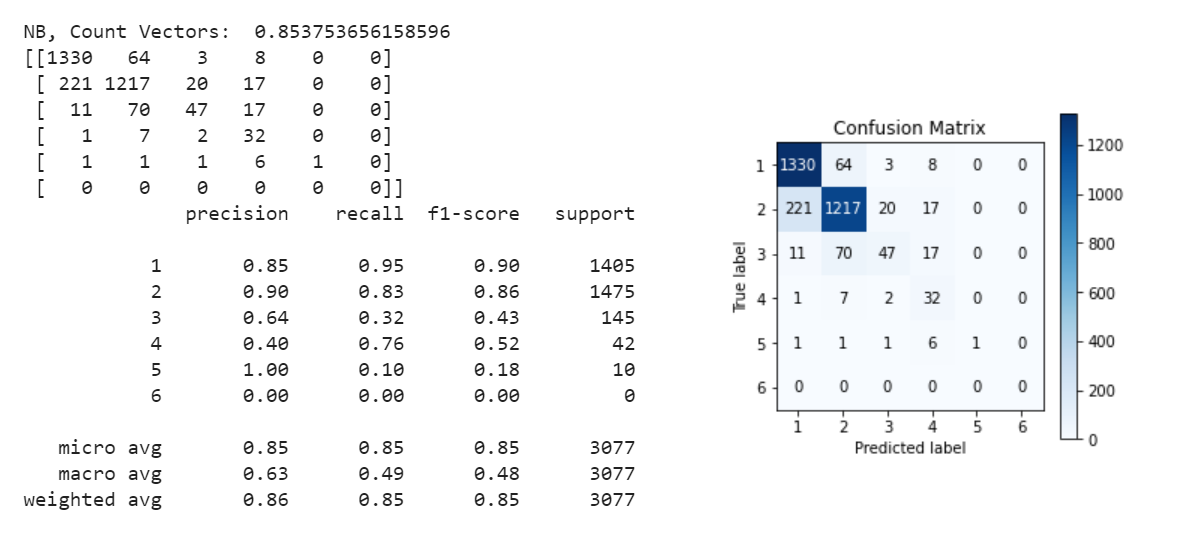 NB, Count Vectors:  0.853753656158596
[[1330   64    3    8    0    0]
 [ 221 1217   20   17    0    0]
 [  11   70   47   17    0    0]
 [   1    7    2   32    0    0]
 [   1    1    1    6    1    0]
 [   0    0    0    0    0    0]]
              precision    recall  f1-score   support
           1       0.85      0.95      0.90      1405
           2       0.90      0.83      0.86      1475
           3       0.64      0.32      0.43       145
           4       0.40      0.76      0.52        42
           5       1.00      0.10      0.18        10
           6       0.00      0.00      0.00         0
   micro avg       0.85      0.85      0.85      3077
   macro avg       0.63      0.49      0.48      3077
weighted avg       0.86      0.85      0.85      3077
Confusion Matrix
True label
1 1330 64 3 8 0 0
2 221 1217 20 17 0 0
3 11 70 47 17 0 0
4 1 7 2 32 0 0
5 1 1 1 6 1 0
6 0 0 0 0 0 0
1 2 3 4 5 6
Predicted label
1200
1000
800
600
400
200
0